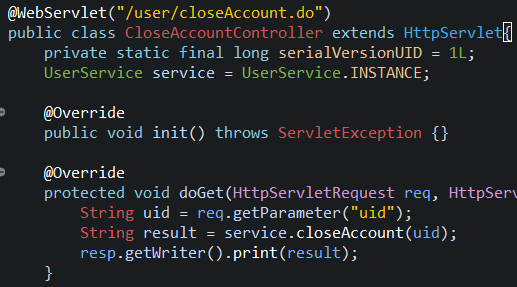 @WebServlet("/user/closeAccount.do")
public class CloseAccountController extends HttpServlet{
    private static final long serialVersionUID = 1L;
    UserService service = UserService.INSTANCE;

    @Override
    public void init() throws ServletException {}

    @Override
    protected void doGet(HttpServletRequest req, HttpServ
        String uid = req.getParameter("uid");
        String result = service.closeAccount(uid);
        resp.getWriter().print(result);
    }